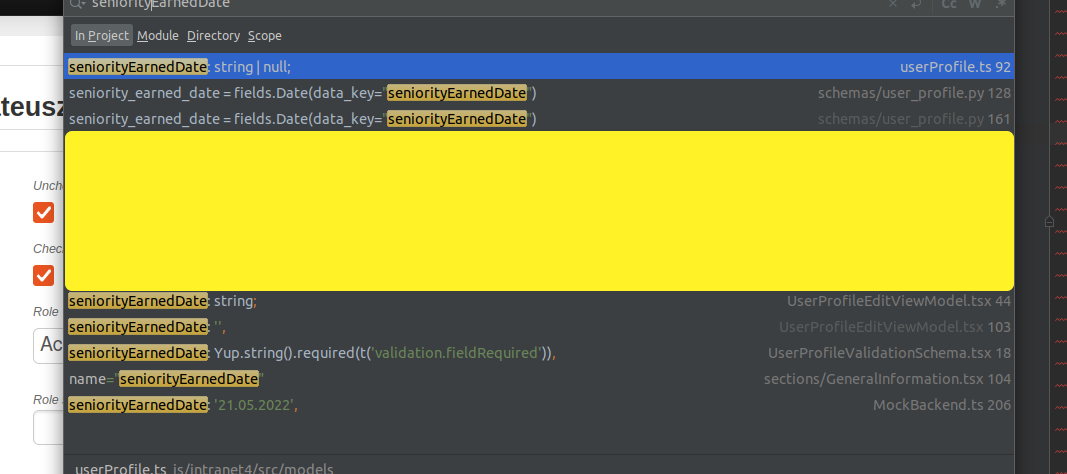 seniorityEarnedDate
Cc W .*
In Project Module Directory Scope
seniorityEarnedDate: string | null; userProfile.ts 92
seniority_earned_date = fields.Date(data_key="seniorityEarnedDate") schemas/user_profile.py 128
seniority_earned_date = fields.Date(data_key="seniorityEarnedDate") schemas/user_profile.py 161
seniorityEarnedDate: string; UserProfileEditViewModel.tsx 44
seniorityEarnedDate: '', UserProfileEditViewModel.tsx 103
seniorityEarnedDate: Yup.string().required(t('validation.fieldRequired')), UserProfileValidationSchema.tsx 18
name="seniorityEarnedDate" sections/GeneralInformation.tsx 104
seniorityEarnedDate: '21.05.2022', MockBackend.ts 206
userProfile.ts js/intranet4/src/models
ateusz
Unche
Chec
Role
Ac
Role